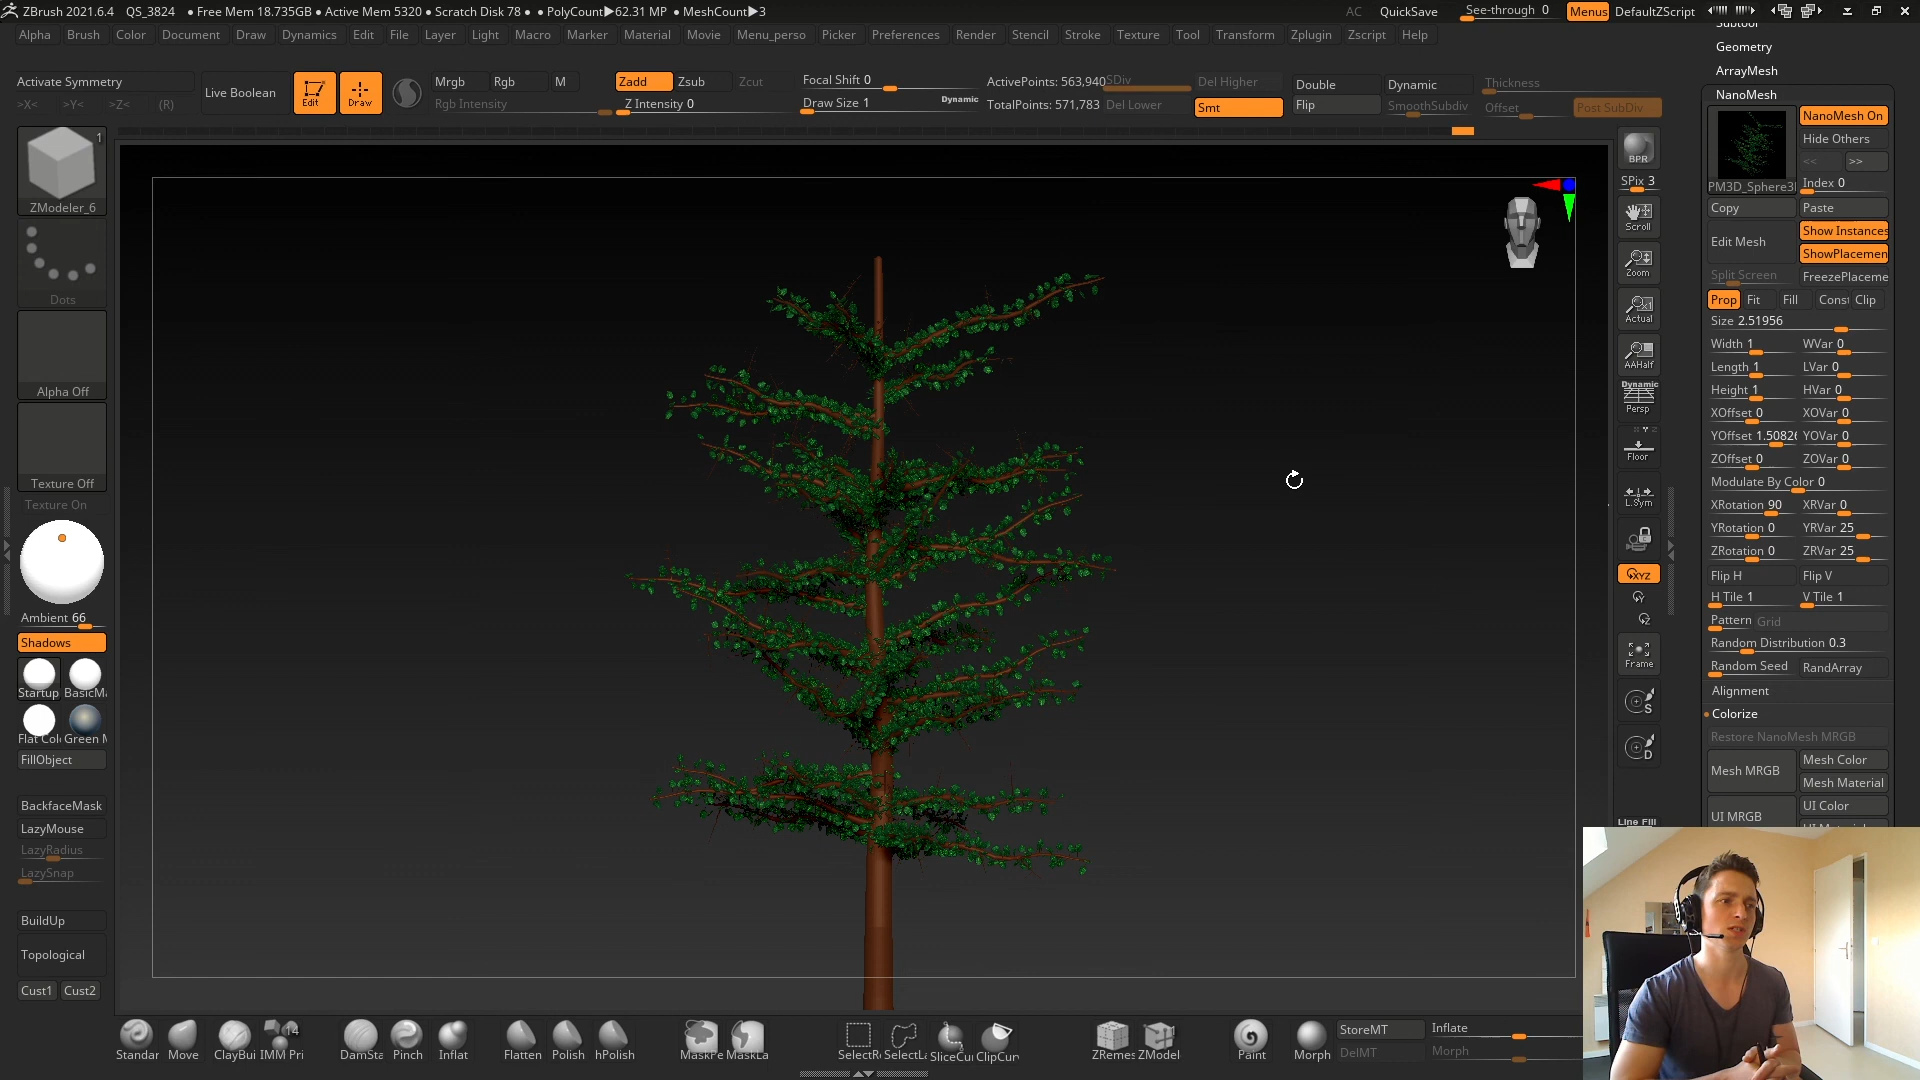 ZBrush 2021.6.4 QS_3824 • Free Mem 18.735GB • Active Mem 5320 • Scratch Disk 78 • • PolyCount▶62.31 MP • MeshCount▶3 AC QuickSave See-through 0 Menus DefaultZScript
Alpha Brush Color Document Draw Dynamics Edit File Layer Light Macro Marker Material Movie Menu_perso Picker Preferences Render Stencil Stroke Texture Tool Transform Zplugin Zscript Help
Activate Symmetry
>X< >Y< >Z< (R)
Live Boolean
Edit
Draw
Mrgb Rgb M
Rgb Intensity
Zadd Zsub Zcut
Z Intensity 0
Focal Shift 0
Draw Size 1
Dynamic
ActivePoints: 563,940
TotalPoints: 571,783
SDiv
Del Lower
Del Higher
Smt
Double
Flip
Dynamic
SmoothSubdiv
Thickness
Offset
Post SubDiv
1
ZModeler_6
Dots
Alpha Off
Texture Off
Texture On
Ambient 66
Shadows
Startup BasicMa
Flat Col Green M
FillObject
BackfaceMask
LazyMouse
LazyRadius
LazySnap
BuildUp
Topological
Cust1 Cust2
BPR
SPix 3
Scroll
Zoom
Actual
AAHalf
Dynamic
Persp
Floor
L.Sym
XYZ
Frame
S
D
Line Fill
Geometry
ArrayMesh
NanoMesh
PM3D_Sphere3
NanoMesh On
Hide Others
<< >>
Index 0
Copy Paste
Edit Mesh
Show Instances
ShowPlacemen
Split Screen FreezePlaceme
Prop Fit Fill Const Clip
Size 2.51956
Width 1 WVar 0
Length 1 LVar 0
Height 1 HVar 0
XOffset 0 XOVar 0
YOffset 1.5082 YOVar 0
ZOffset 0 ZOVar 0
Modulate By Color 0
XRotation 90 XRVar 0
YRotation 0 YRVar 25
ZRotation 0 ZRVar 25
Flip H Flip V
H Tile 1 V Tile 1
Pattern Grid
Random Distribution 0.3
Random Seed RandArray
Alignment
Colorize
Restore NanoMesh MRGB
Mesh MRGB
Mesh Color
Mesh Material
UI MRGB
UI Color
Standar Move ClayBui IMM Pri 14 DamSta Pinch Inflat Flatten Polish hPolish MaskPe MaskLa SelectRe SelectLa SliceCu ClipCurv ZRemes ZModel Paint Morph
StoreMT
DelMT
Inflate
Morph